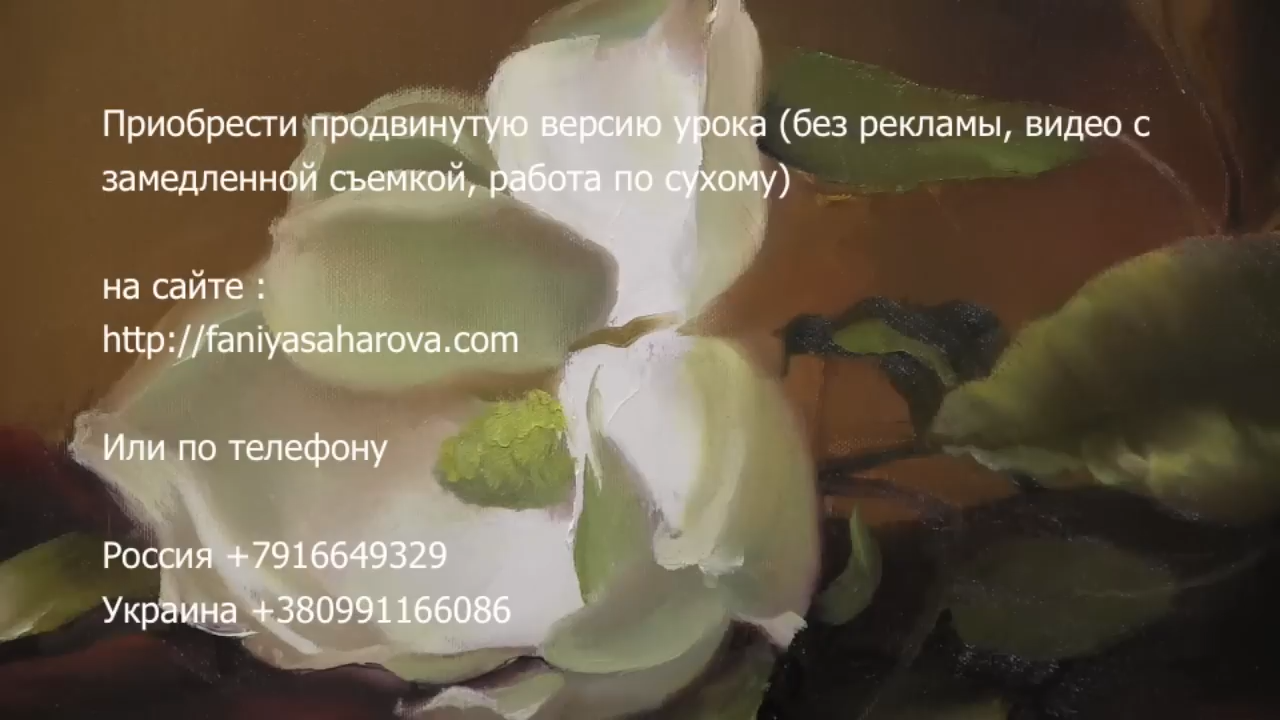 Приобрести продвинутую версию урока (без рекламы, видео с
замедленной съемкой, работа по сухому)
на сайте :
http://faniyasaharova.com
Или по телефону
Россия +7916649329
Украина +380991166086